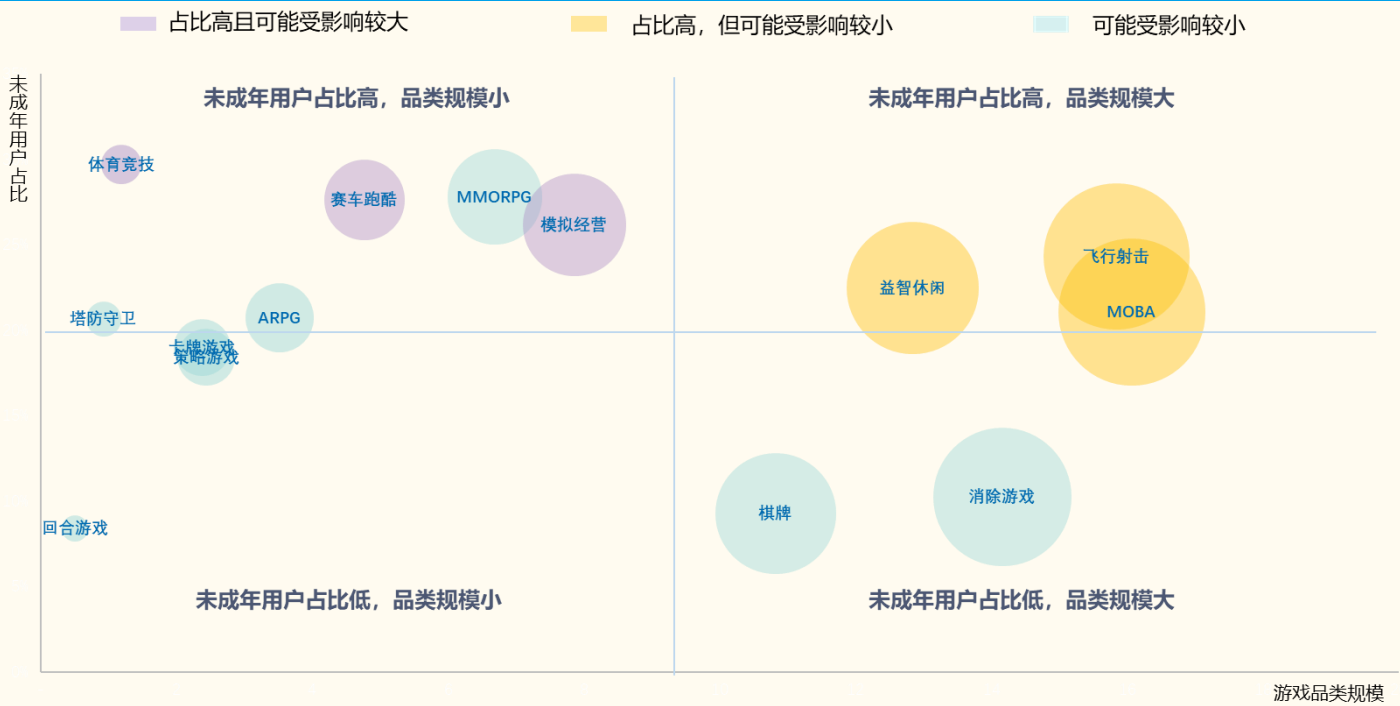 占比高且可能受影响较大
占比高，但可能受影响较小
可能受影响较小
未成年用户占比
未成年用户占比高，品类规模小
未成年用户占比高，品类规模大
体育竞技
赛车跑酷
MMORPG
模拟经营
飞行射击
益智休闲
MOBA
塔防守卫
ARPG
卡牌游戏
策略游戏
消除游戏
棋牌
回合游戏
未成年用户占比低，品类规模小
未成年用户占比低，品类规模大
游戏品类规模